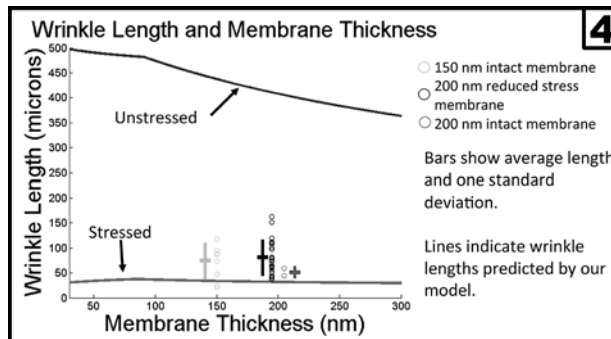 Wrinkle Length and Membrane Thickness
4
Wrinkle Length (microns)
500
450
400
350
300
250
200
150
100
50
0
Unstressed
Stressed
50
100
150
200
250
300
Membrane Thickness (nm)
150 nm intact membrane
200 nm reduced stress
membrane
200 nm intact membrane
Bars show average length
and one standard
deviation.
Lines indicate wrinkle
lengths predicted by our
model.